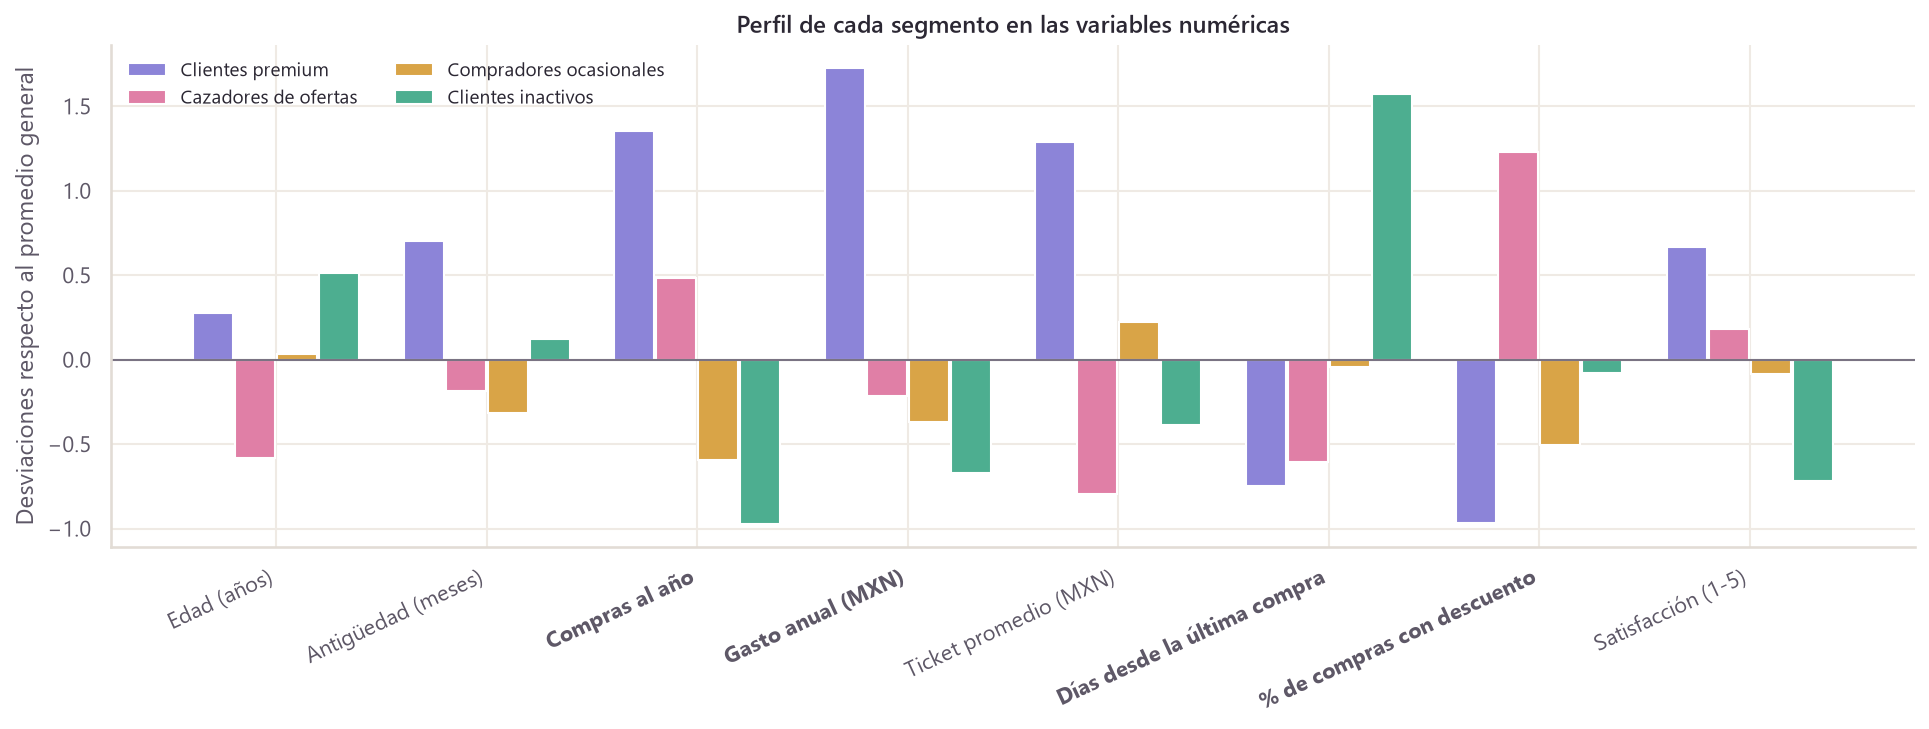 Perfil de cada segmento en las variables numéricas
Clientes premium
Cazadores de ofertas
Compradores ocasionales
Clientes inactivos
Desviaciones respecto al promedio general
1.5
1.0
0.5
0.0
−0.5
−1.0
Edad (años)
Antigüedad (meses)
Compras al año
Gasto anual (MXN)
Ticket promedio (MXN)
Días desde la última compra
% de compras con descuento
Satisfacción (1-5)